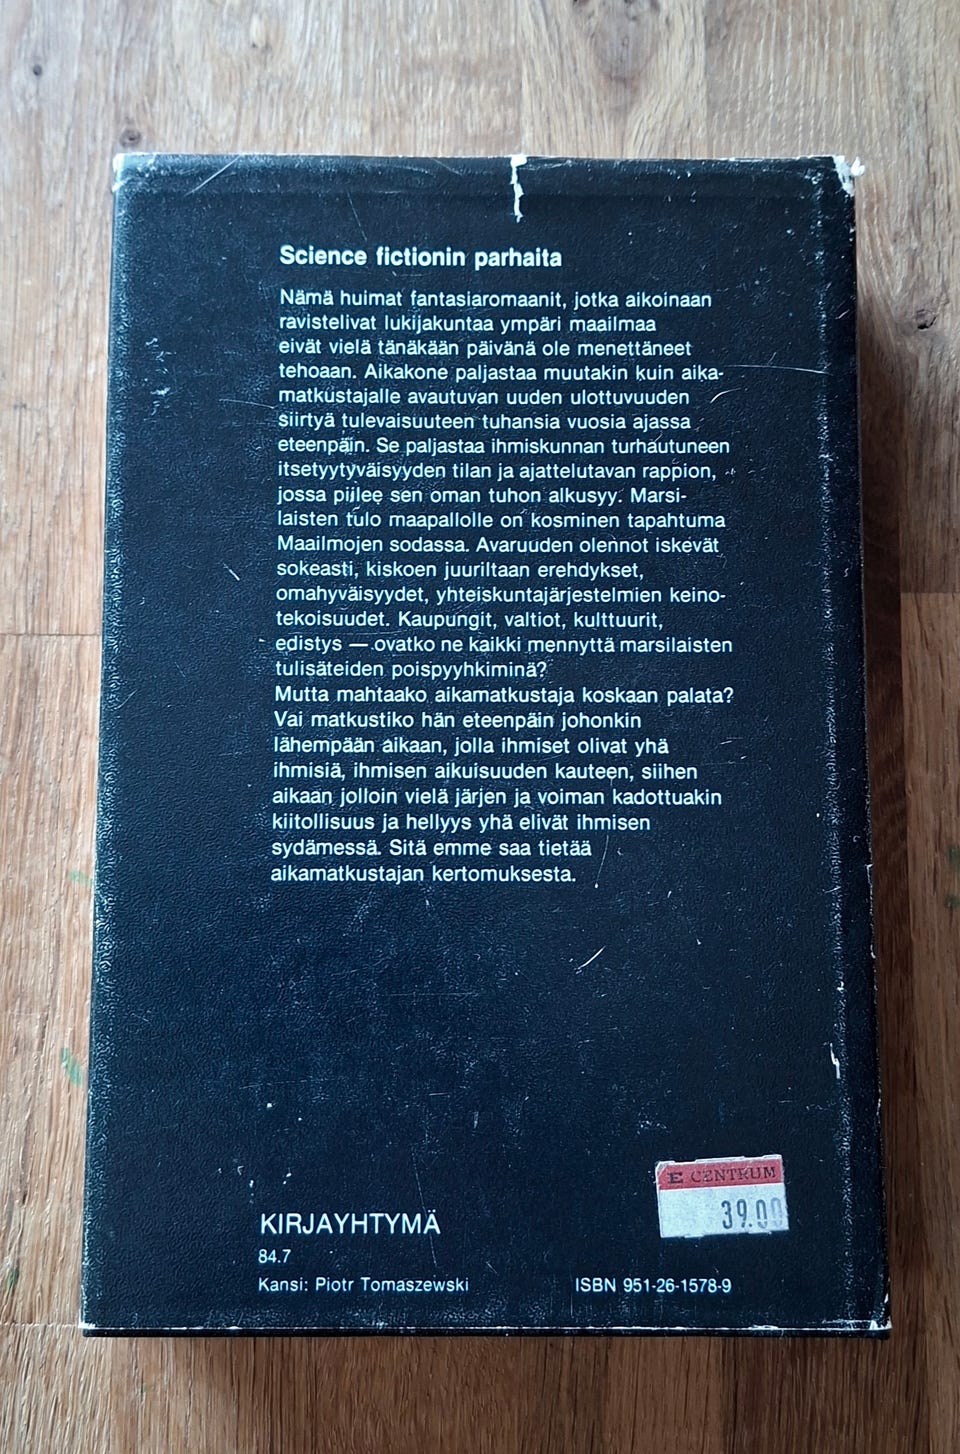 Science fictionin parhaita
Nämä huimat fantasiaromaanit, jotka aikoinaan
ravistelivat lukijakuntaa ympäri maailmaa
eivät vielä tänäkään päivänä ole menettäneet
tehoaan. Aikakone paljastaa muutakin kuin aika-
matkustajalle avautuvan uuden ulottuvuuden
siirtyä tulevaisuuteen tuhansia vuosia ajassa
eteenpäin. Se paljastaa ihmiskunnan turhautuneen
itsetyytyväisyyden tilan ja ajattelutavan rappion,
jossa piilee sen oman tuhon alkusyy. Marsi-
laisten tulo maapallolle on kosminen tapahtuma
Maailmojen sodassa. Avaruuden olennot iskevät
sokeasti, kiskoen juuriltaan erehdykset,
omahyväisyydet, yhteiskuntajärjestelmien keino-
tekoisuudet. Kaupungit, valtiot, kulttuurit,
edistys — ovatko ne kaikki mennyttä marsilaisten
tulisäteiden poispyyhkiminä?
Mutta mahtaako aikamatkustaja koskaan palata?
Vai matkustiko hän eteenpäin johonkin
lähempään aikaan, jolla ihmiset olivat yhä
ihmisiä, ihmisen aikuisuuden kauteen, siihen
aikaan jolloin vielä järjen ja voiman kadottuakin
kiitollisuus ja hellyys yhä elivät ihmisen
sydämessä. Sitä emme saa tietää
aikamatkustajan kertomuksesta.
E CENTRUM
39.00
KIRJAYHTYMÄ
84.7
Kansi: Piotr Tomaszewski
ISBN 951-26-1578-9